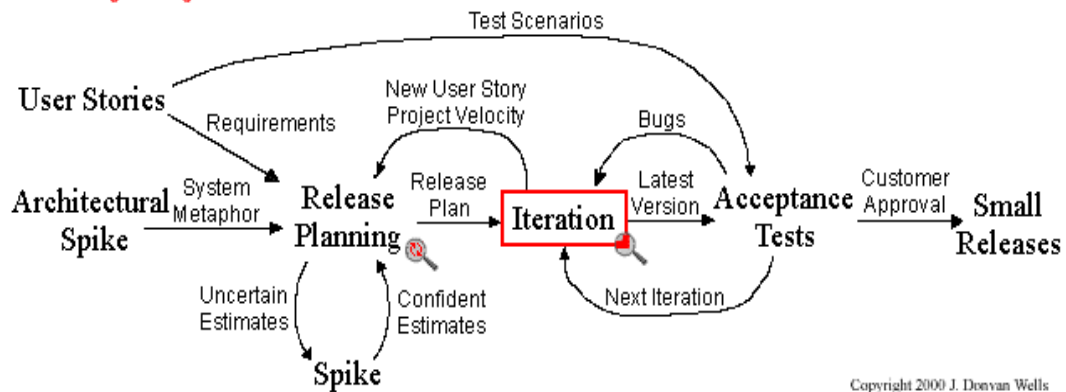 Test Scenarios
User Stories
New User Story
Project Velocity
Requirements
Bugs
Architectural
Spike
System
Metaphor
Release
Planning
Release
Plan
Iteration
Latest
Version
Acceptance
Tests
Customer
Approval
Small
Releases
Uncertain
Estimates
Confident
Estimates
Next Iteration
Spike
Copyright 2000 J. Donvan Wells